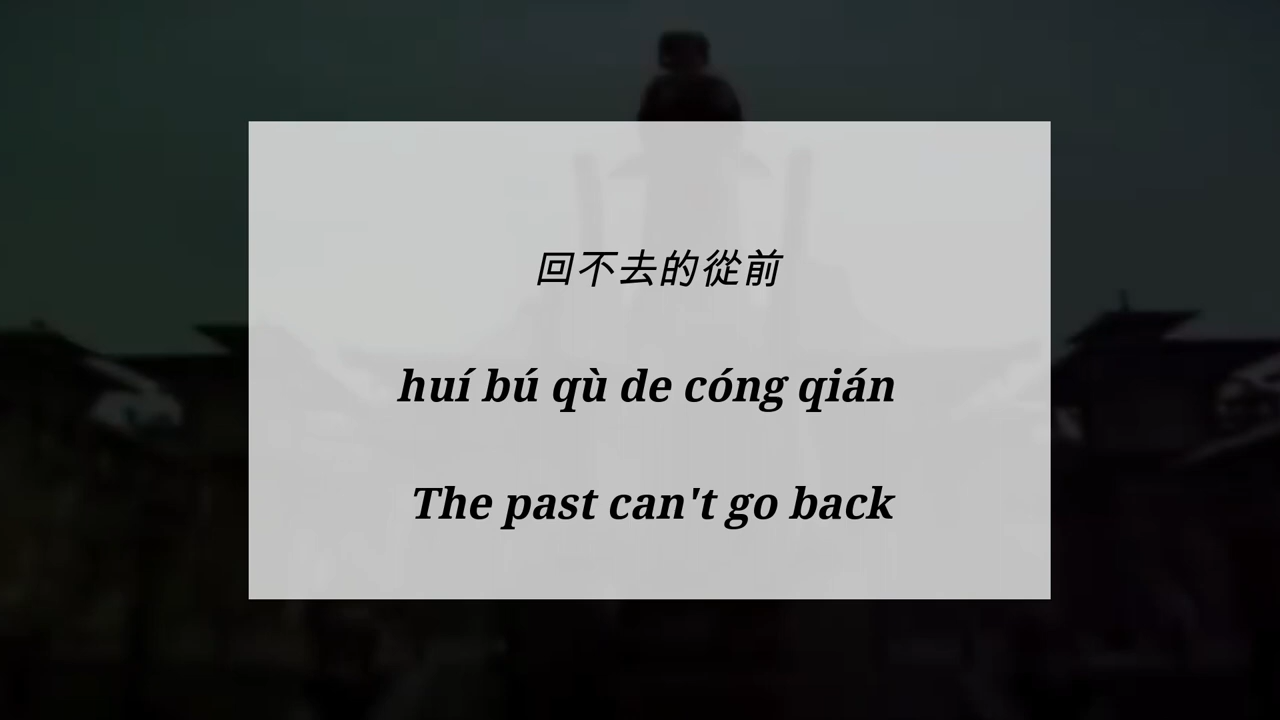 回不去的從前
huí bú qù de cóng qián
The past can't go back